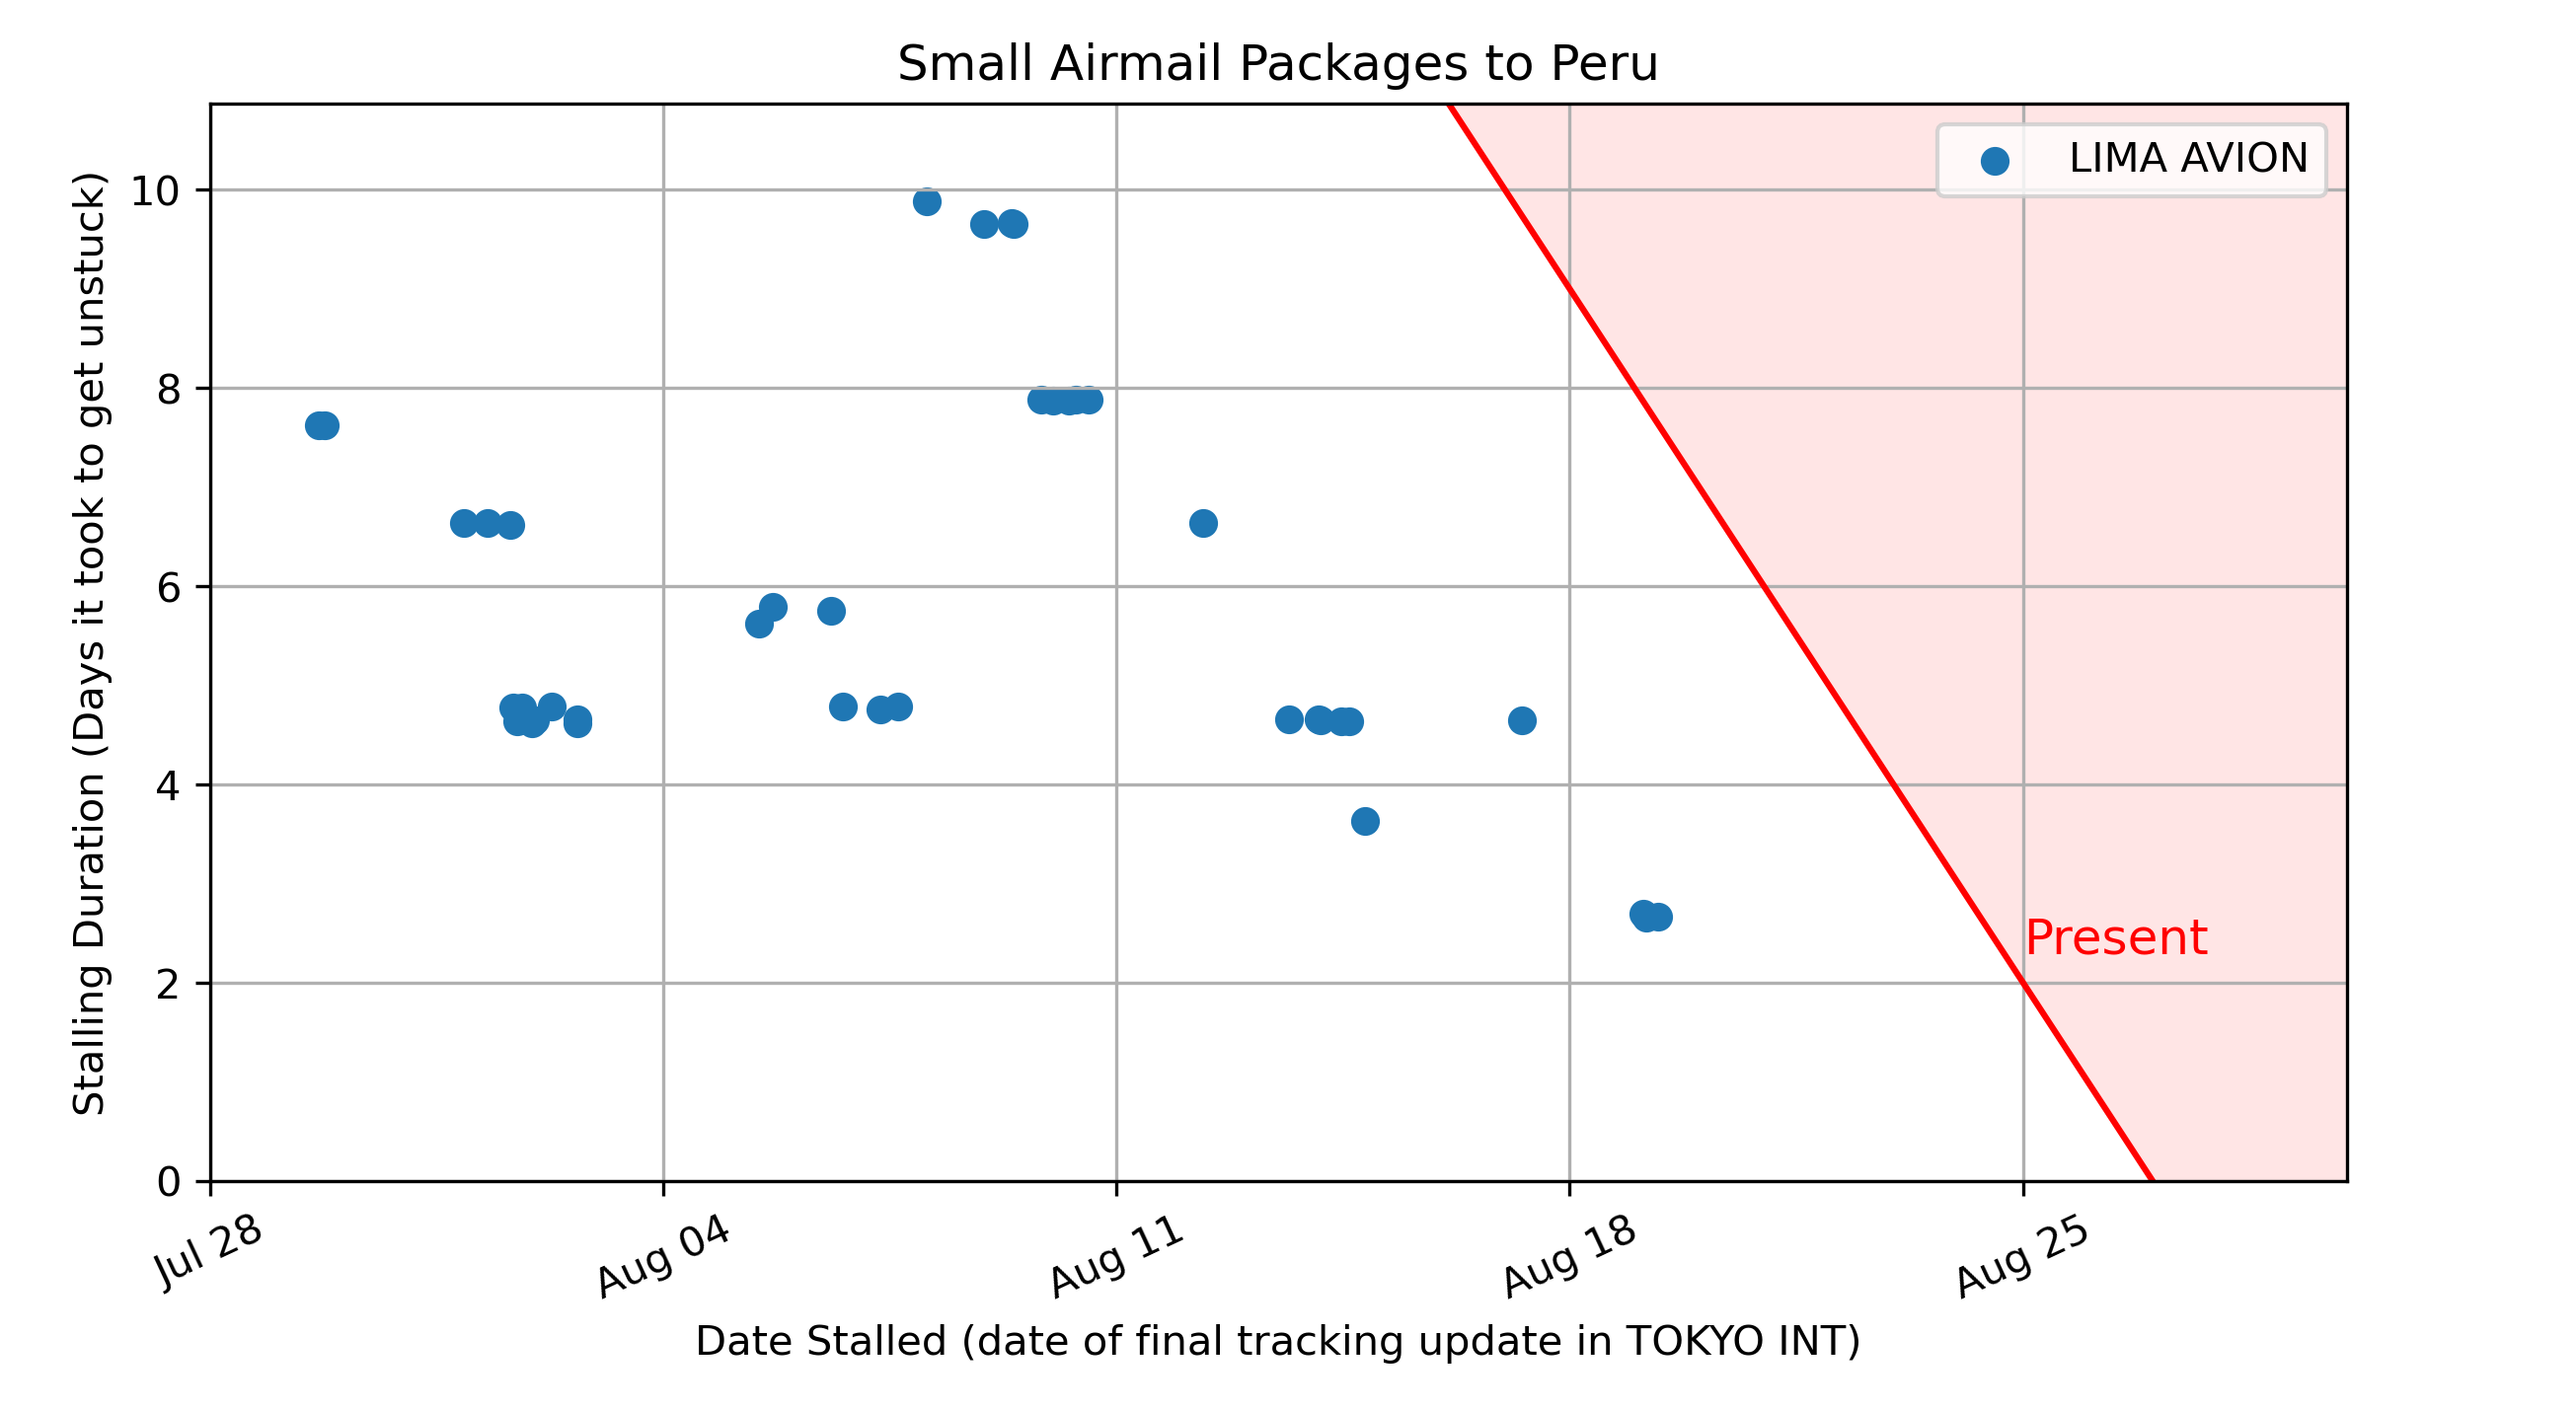 Small Airmail Packages to Peru
LIMA AVION
Stalling Duration (Days it took to get unstuck)
10
8
6
4
2
0
Present
Jul 28
Aug 04
Aug 11
Aug 18
Aug 25
Date Stalled (date of final tracking update in TOKYO INT)